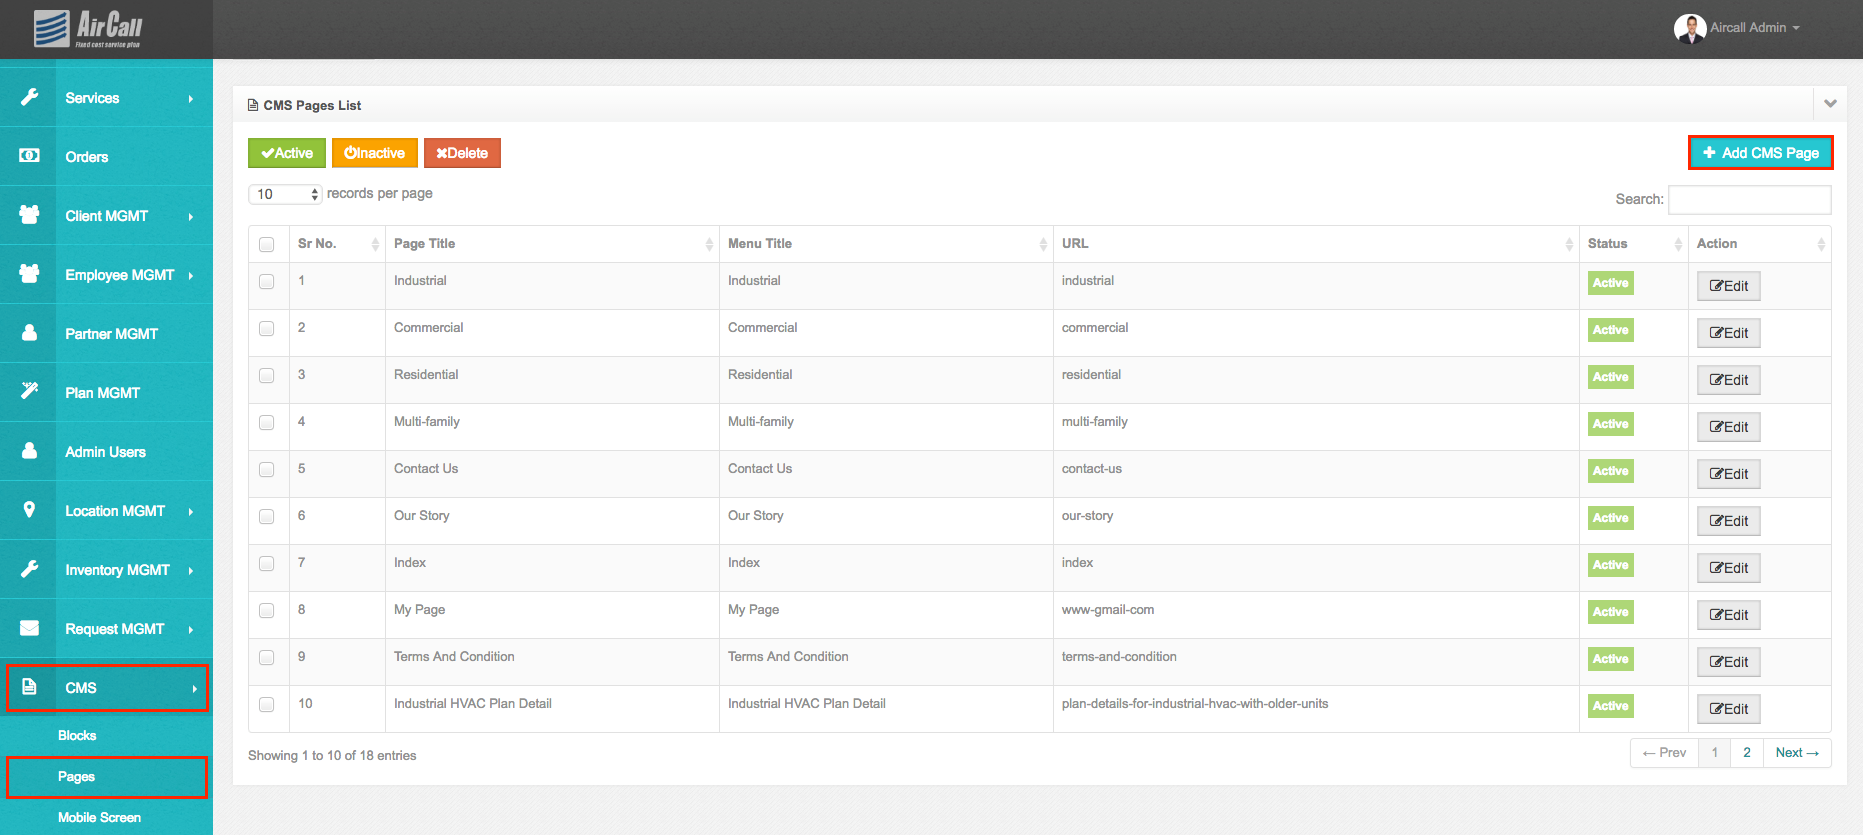 AirCall
Fixed cost service plan
Aircall Admin
Services
Orders
Client MGMT
Employee MGMT
Partner MGMT
Plan MGMT
Admin Users
Location MGMT
Inventory MGMT
Request MGMT
CMS
Blocks
Pages
Mobile Screen
CMS Pages List
Active Inactive Delete
+ Add CMS Page
10 records per page
Search:
Sr No. Page Title Menu Title URL Status Action
1 Industrial Industrial industrial Active Edit
2 Commercial Commercial commercial Active Edit
3 Residential Residential residential Active Edit
4 Multi-family Multi-family multi-family Active Edit
5 Contact Us Contact Us contact-us Active Edit
6 Our Story Our Story our-story Active Edit
7 Index Index index Active Edit
8 My Page My Page www-gmail-com Active Edit
9 Terms And Condition Terms And Condition terms-and-condition Active Edit
10 Industrial HVAC Plan Detail Industrial HVAC Plan Detail plan-details-for-industrial-hvac-with-older-units Active Edit
Showing 1 to 10 of 18 entries
← Prev 1 2 Next →